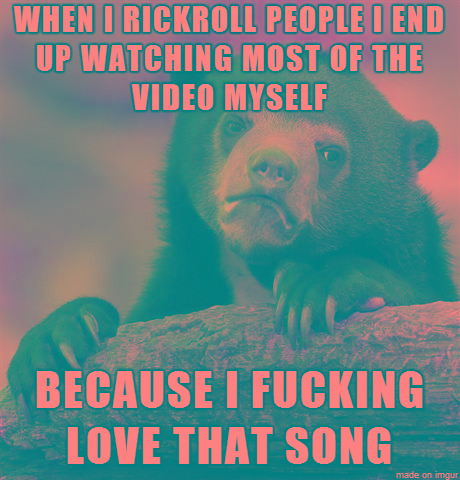 WHEN I RICKROLL PEOPLE I END
UP WATCHING MOST OF THE
VIDEO MYSELF
BECAUSE I FUCKING
LOVE THAT SONG
made on imgur